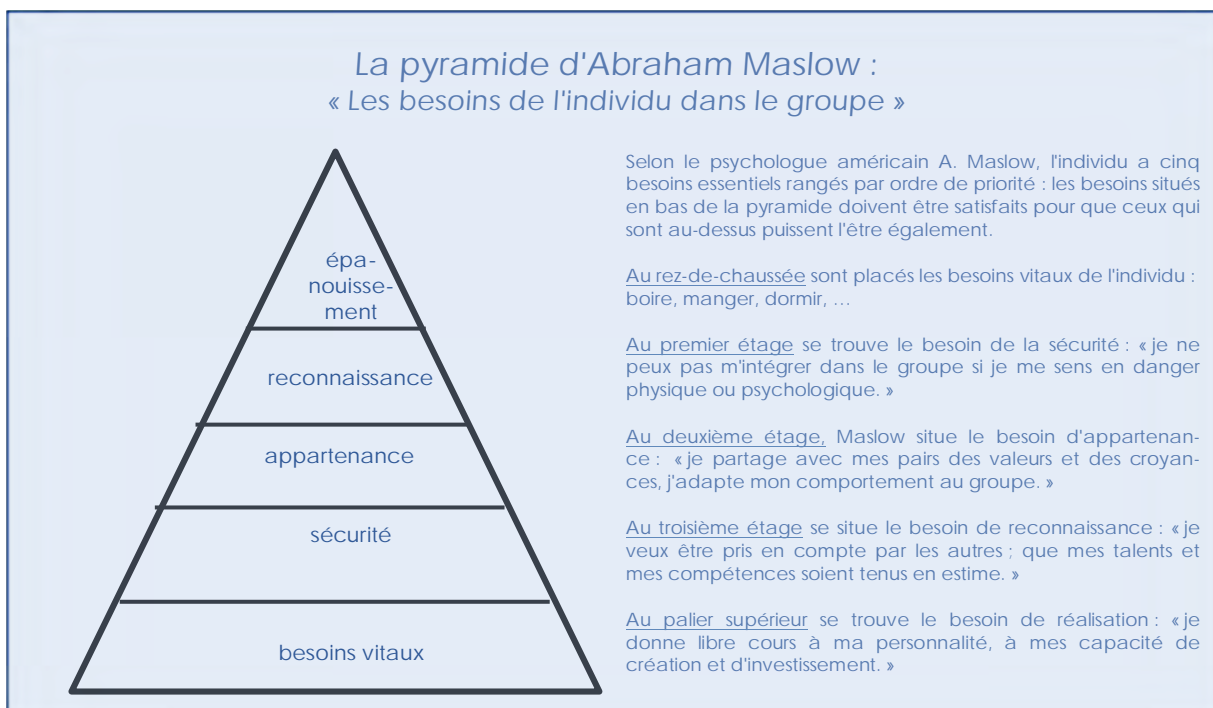 La pyramide d'Abraham Maslow :
« Les besoins de l'individu dans le groupe »
épa-
nouisse-
ment
reconnaissance
appartenance
sécurité
besoins vitaux
Selon le psychologue américain A. Maslow, l'individu a cinq
besoins essentiels rangés par ordre de priorité : les besoins situés
en bas de la pyramide doivent être satisfaits pour que ceux qui
sont au-dessus puissent l'être également.
Au rez-de-chaussée sont placés les besoins vitaux de l'individu :
boire, manger, dormir, …
Au premier étage se trouve le besoin de la sécurité : « je ne
peux pas m'intégrer dans le groupe si je me sens en danger
physique ou psychologique. »
Au deuxième étage, Maslow situe le besoin d'appartenan-
ce : « je partage avec mes pairs des valeurs et des croyan-
ces, j'adapte mon comportement au groupe. »
Au troisième étage se situe le besoin de reconnaissance : « je
veux être pris en compte par les autres ; que mes talents et
mes compétences soient tenus en estime. »
Au palier supérieur se trouve le besoin de réalisation : « je
donne libre cours à ma personnalité, à mes capacité de
création et d'investissement. »